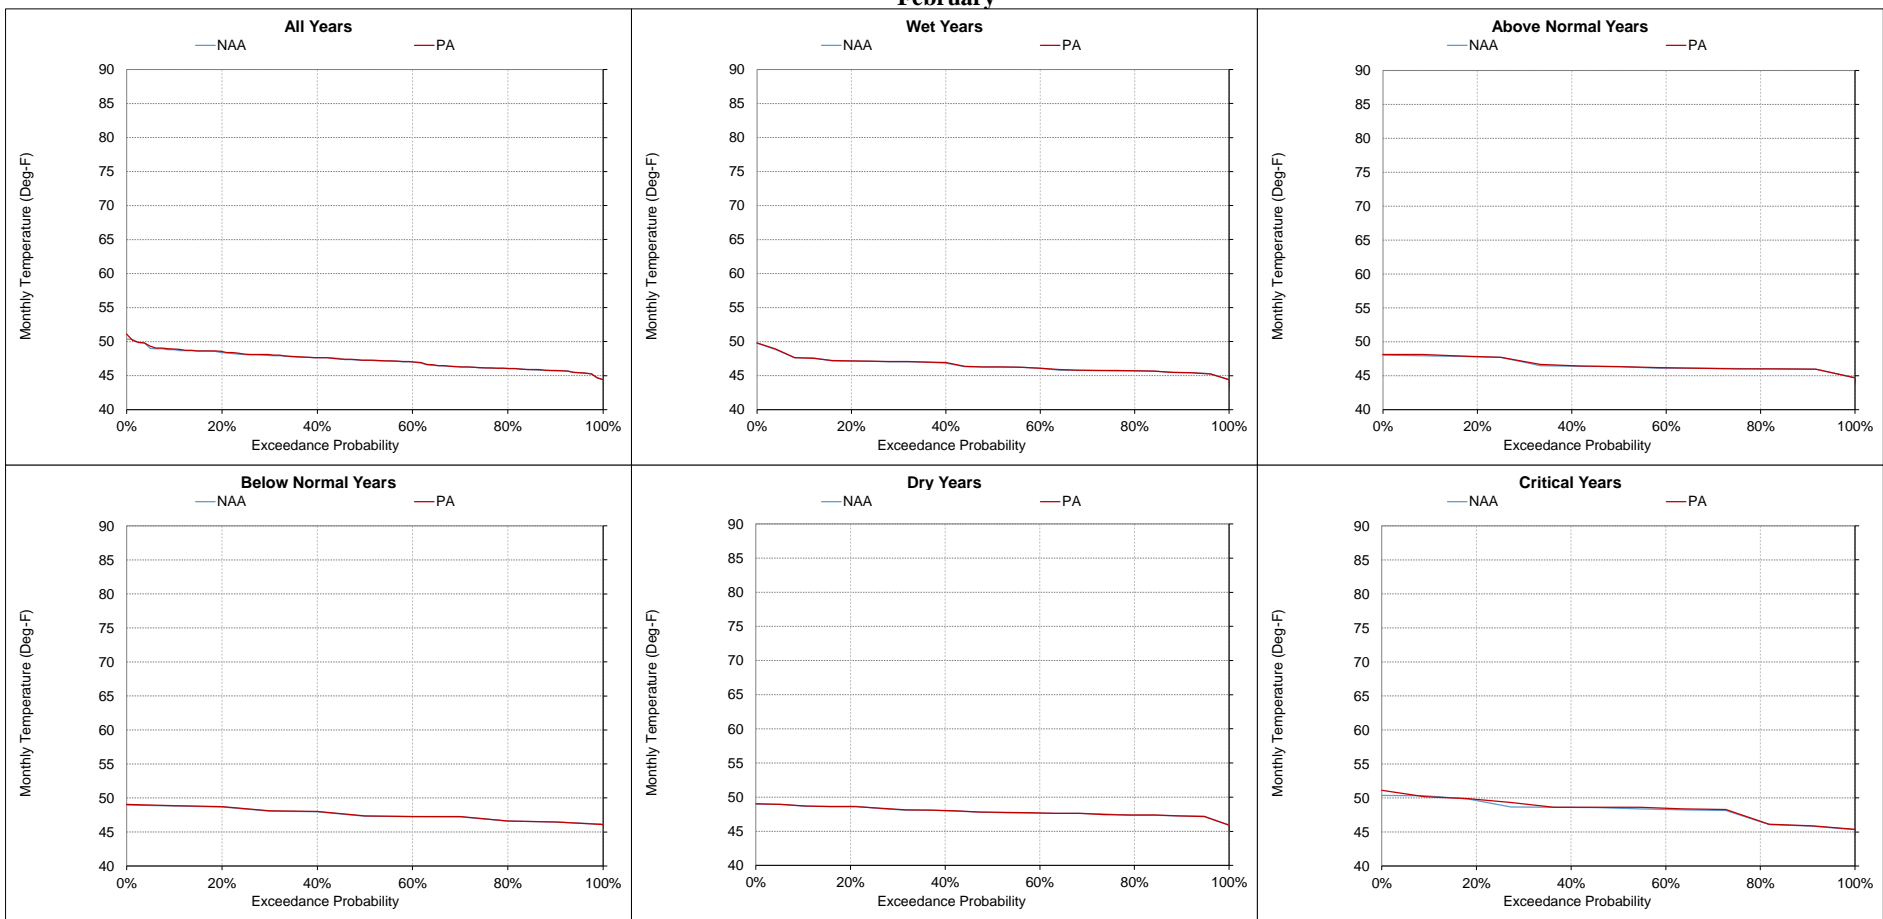 February
All Years
NAA PA
90
85
80
75
70
65
60
55
50
45
40
0% 20% 40% 60% 80% 100%
Monthly Temperature (Deg-F)
Exceedance Probability
Wet Years
NAA PA
90
85
80
75
70
65
60
55
50
45
40
0% 20% 40% 60% 80% 100%
Monthly Temperature (Deg-F)
Exceedance Probability
Above Normal Years
NAA PA
90
85
80
75
70
65
60
55
50
45
40
0% 20% 40% 60% 80% 100%
Monthly Temperature (Deg-F)
Exceedance Probability
Below Normal Years
NAA PA
90
85
80
75
70
65
60
55
50
45
40
0% 20% 40% 60% 80% 100%
Monthly Temperature (Deg-F)
Exceedance Probability
Dry Years
NAA PA
90
85
80
75
70
65
60
55
50
45
40
0% 20% 40% 60% 80% 100%
Monthly Temperature (Deg-F)
Exceedance Probability
Critical Years
NAA PA
90
85
80
75
70
65
60
55
50
45
40
0% 20% 40% 60% 80% 100%
Monthly Temperature (Deg-F)
Exceedance Probability